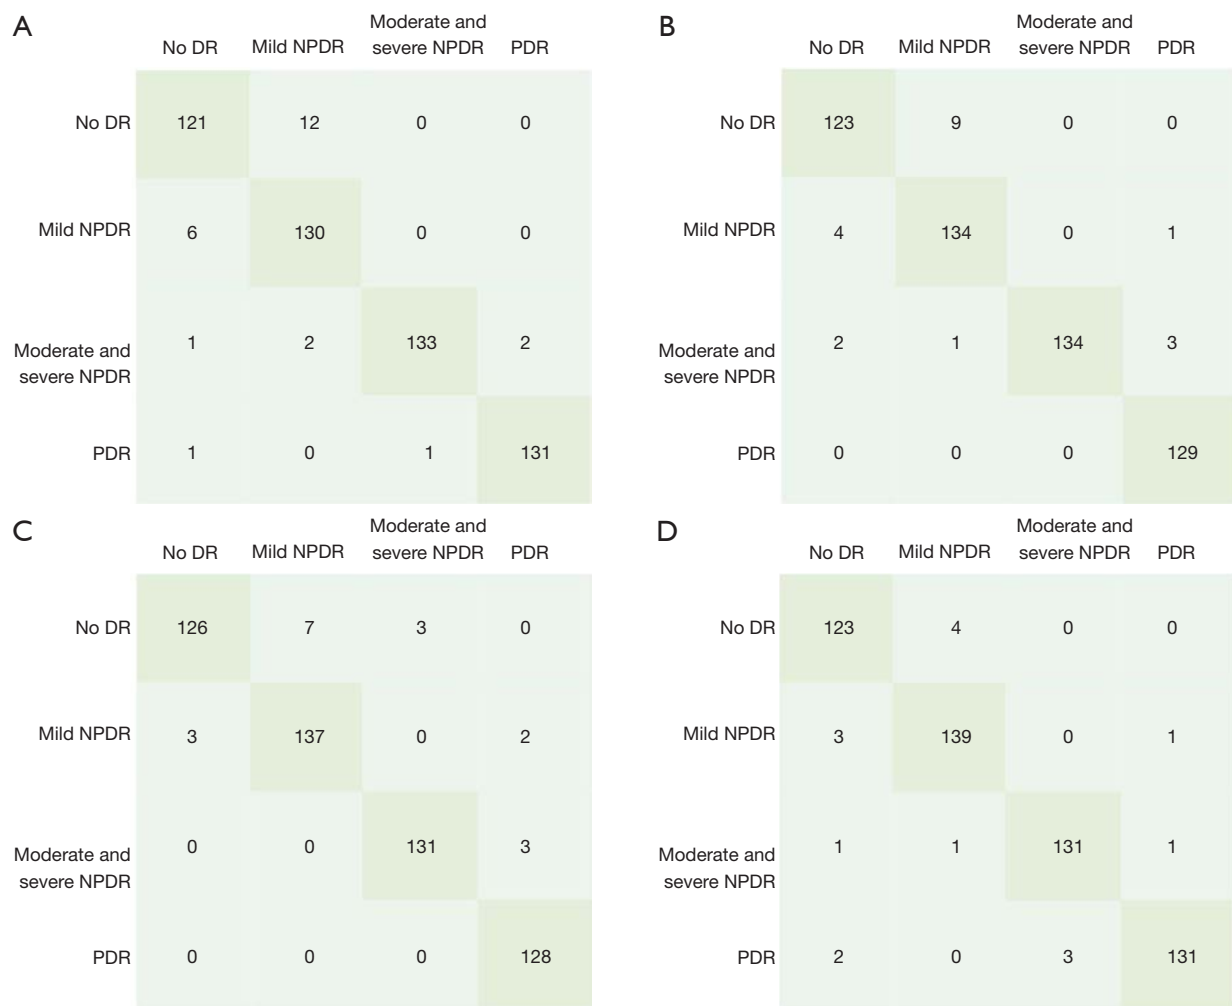 A
No DR Mild NPDR Moderate and severe NPDR PDR
No DR 121 12 0 0
Mild NPDR 6 130 0 0
Moderate and severe NPDR 1 2 133 2
PDR 1 0 1 131
B
No DR Mild NPDR Moderate and severe NPDR PDR
No DR 123 9 0 0
Mild NPDR 4 134 0 1
Moderate and severe NPDR 2 1 134 3
PDR 0 0 0 129
C
No DR Mild NPDR Moderate and severe NPDR PDR
No DR 126 7 3 0
Mild NPDR 3 137 0 2
Moderate and severe NPDR 0 0 131 3
PDR 0 0 0 128
D
No DR Mild NPDR Moderate and severe NPDR PDR
No DR 123 4 0 0
Mild NPDR 3 139 0 1
Moderate and severe NPDR 1 1 131 1
PDR 2 0 3 131